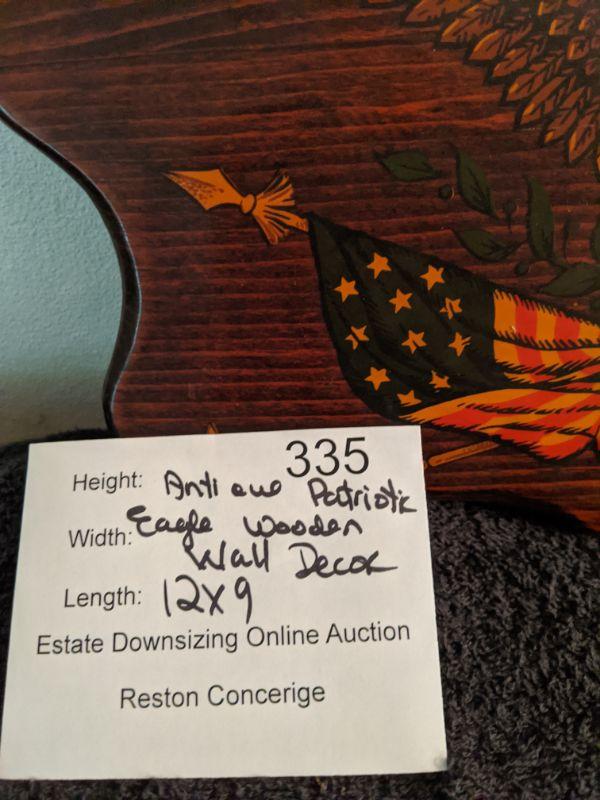 335
Height: Antique Patriotic
Width: Eagle Wooden
Wall Decor
Length: 12x9
Estate Downsizing Online Auction
Reston Concerige